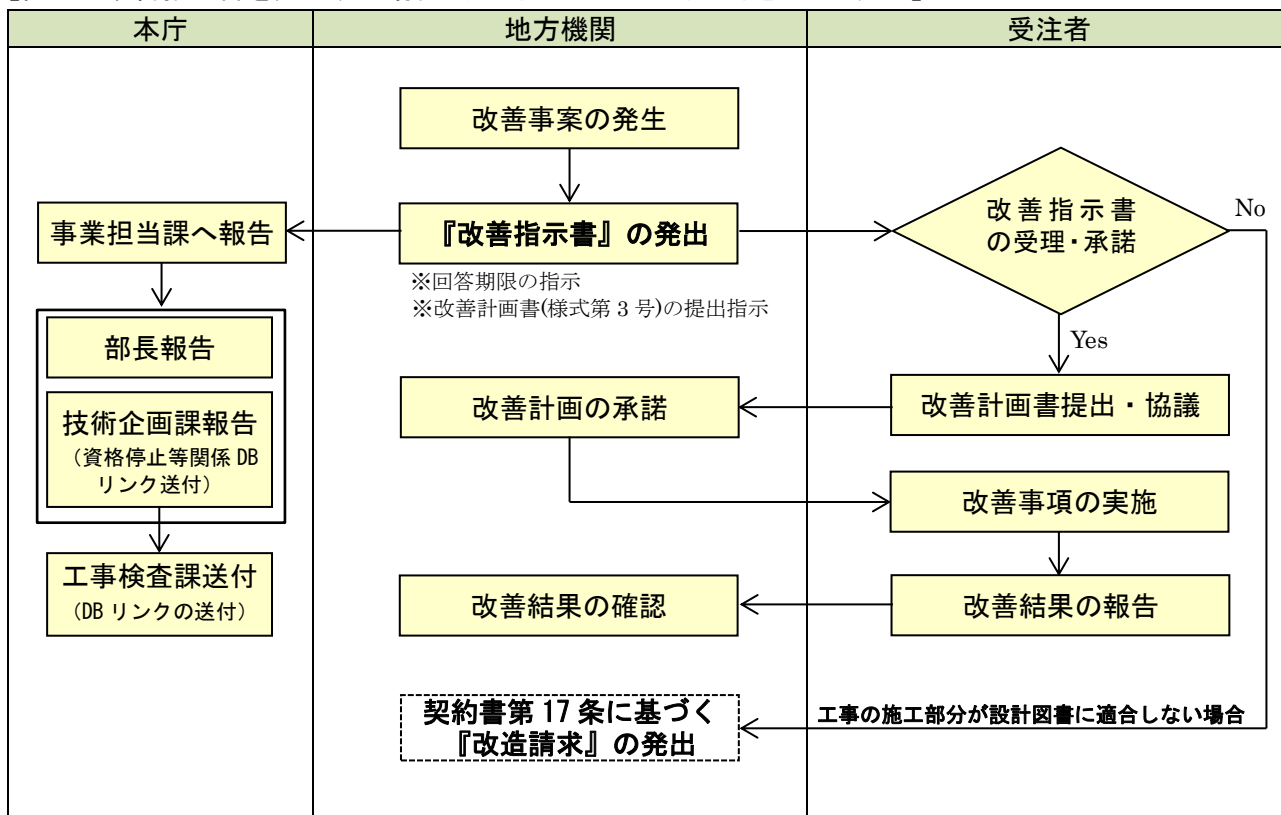 本庁
地方機関
受注者
改善事案の発生
事業担当課へ報告
『改善指示書』の発出
改善指示書
の受理・承諾
No
※回答期限の指示
※改善計画書(様式第 3 号)の提出指示
Yes
部長報告
技術企画課報告
（資格停止等関係 DB
リンク送付）
改善計画の承諾
改善計画書提出・協議
改善事項の実施
工事検査課送付
（DB リンクの送付）
改善結果の確認
改善結果の報告
契約書第 17 条に基づく
『改造請求』の発出
工事の施工部分が設計図書に適合しない場合